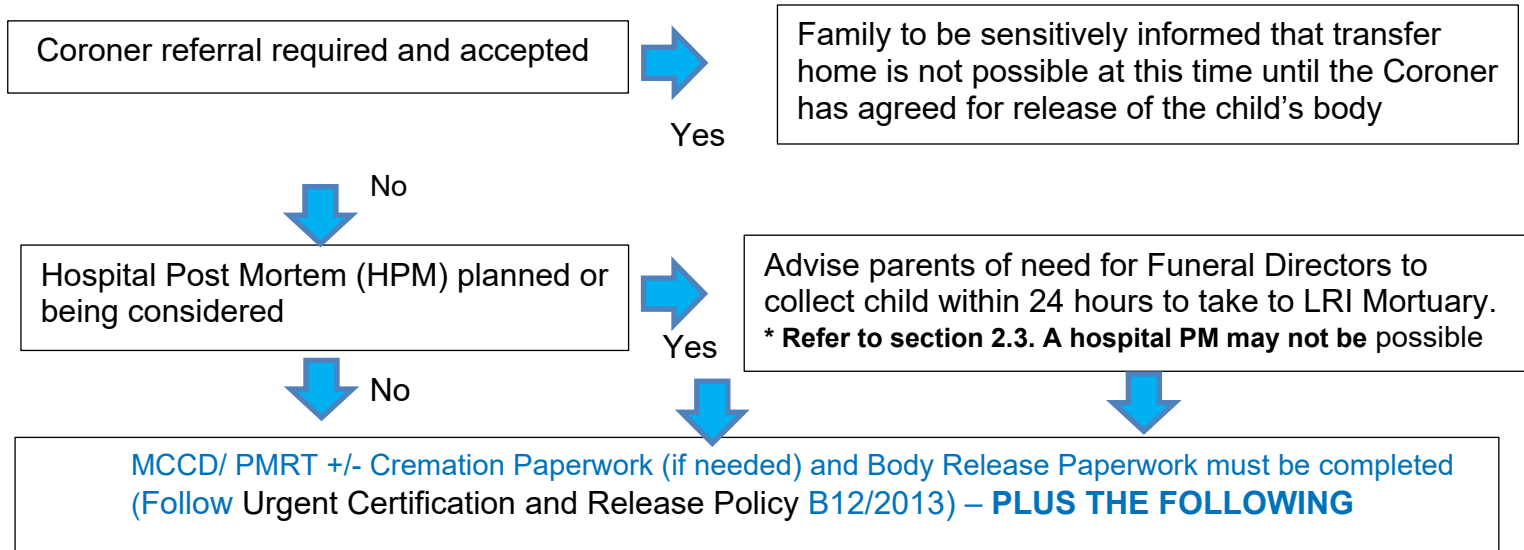 Coroner referral required and accepted
Yes
Family to be sensitively informed that transfer
home is not possible at this time until the Coroner
has agreed for release of the child’s body
No
Hospital Post Mortem (HPM) planned or
being considered
Yes
Advise parents of need for Funeral Directors to
collect child within 24 hours to take to LRI Mortuary.
* Refer to section 2.3. A hospital PM may not be possible
No
MCCD/ PMRT +/- Cremation Paperwork (if needed) and Body Release Paperwork must be completed
(Follow Urgent Certification and Release Policy B12/2013) – PLUS THE FOLLOWING